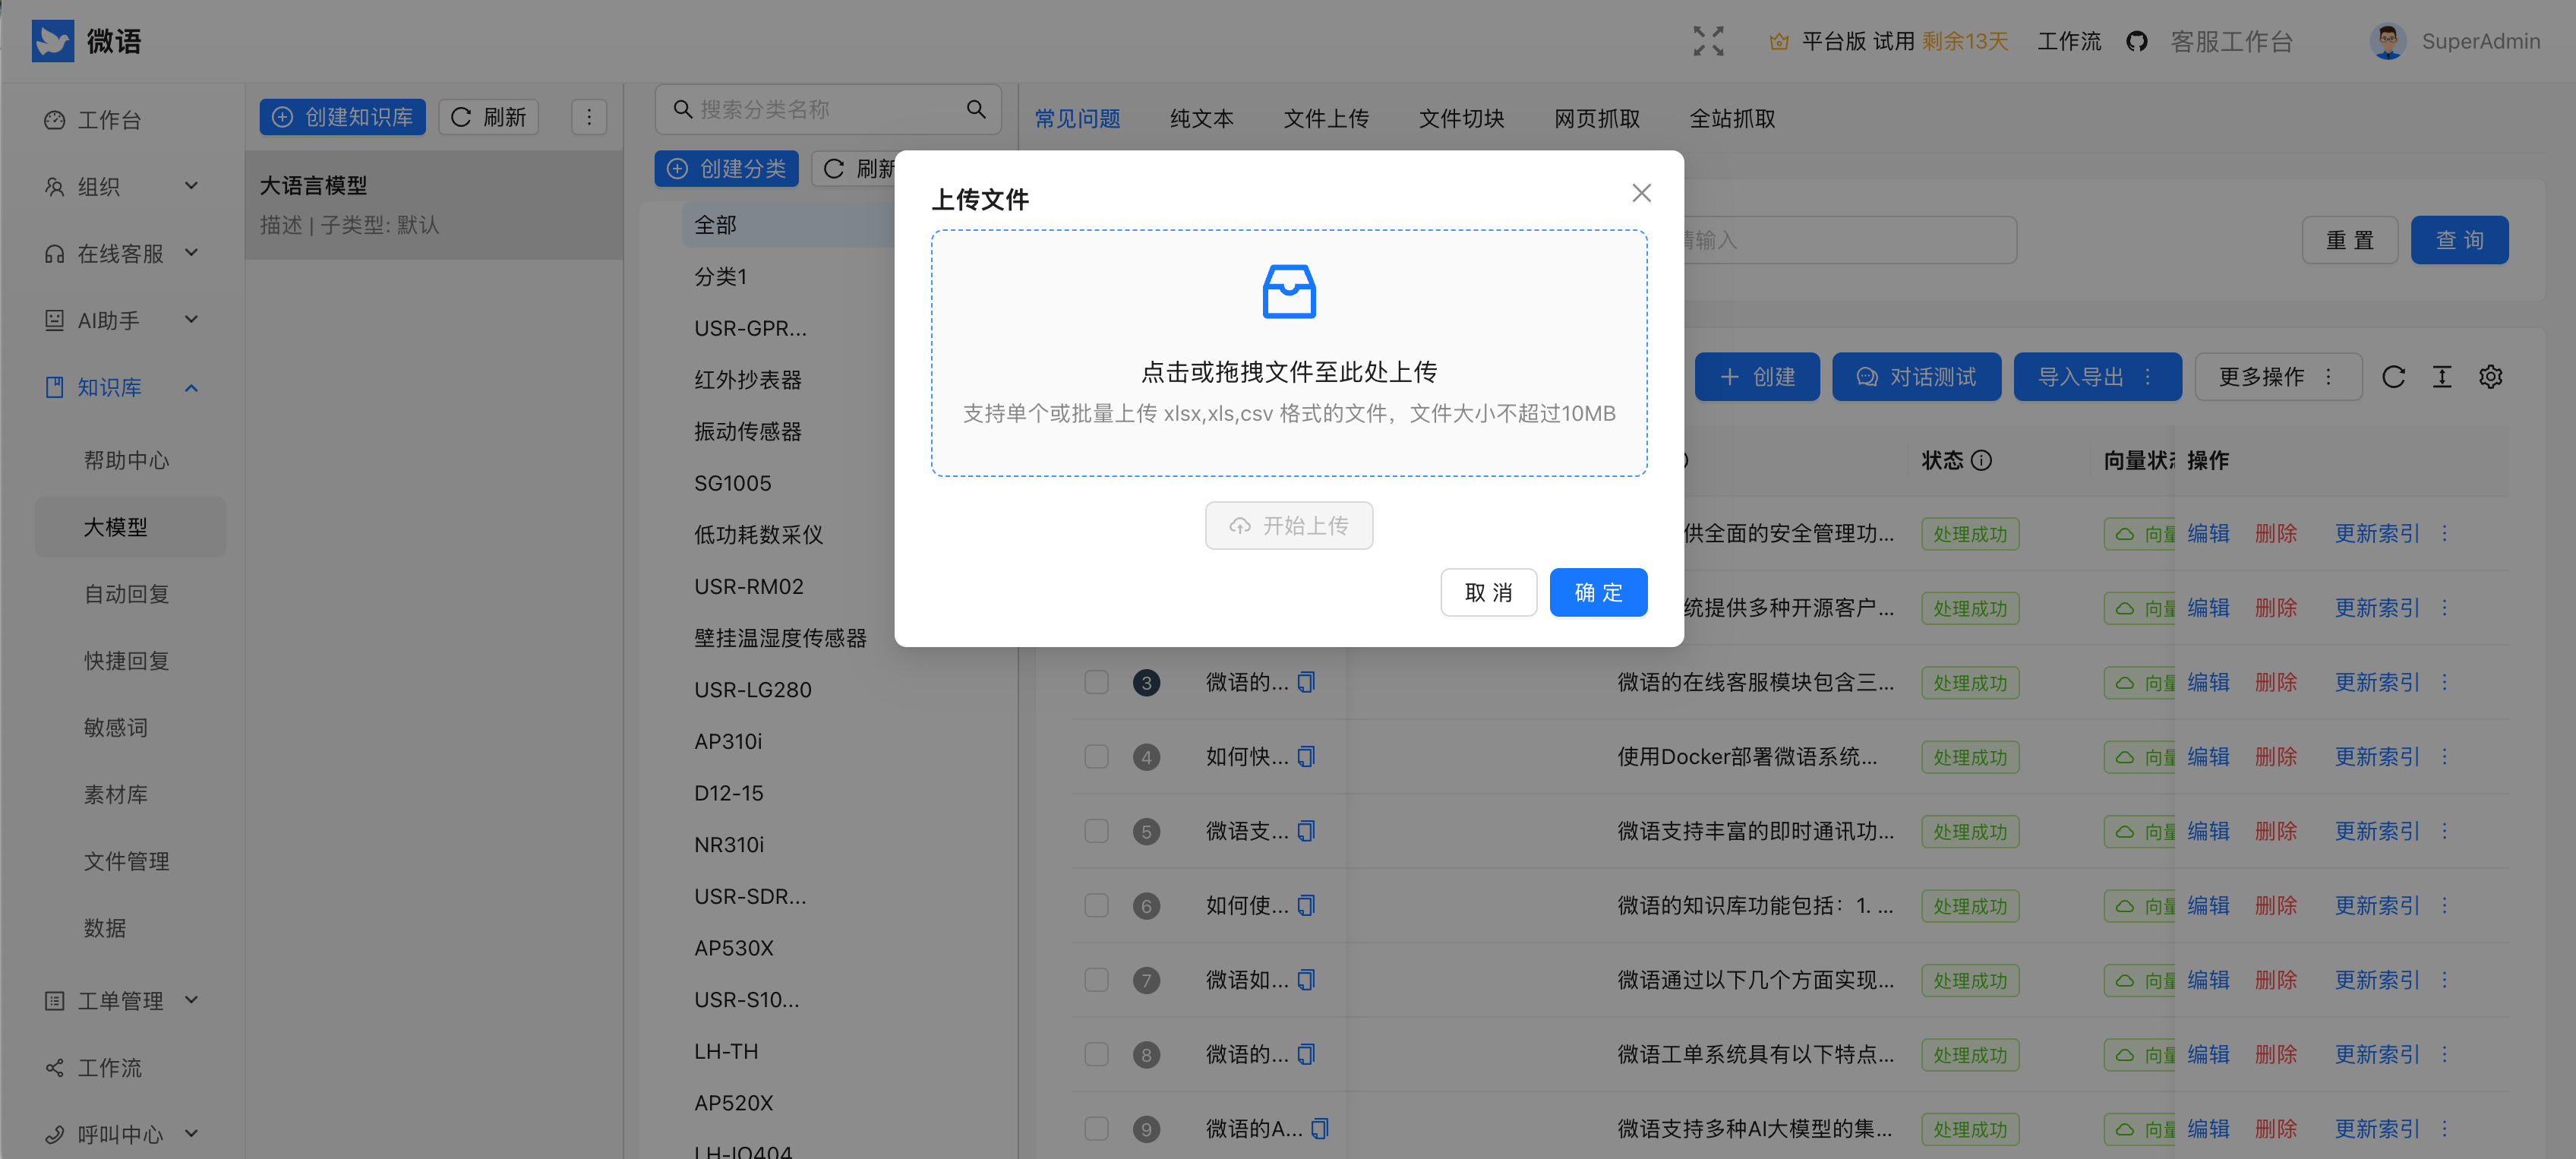 微语
平台版 试用 剩余13天
工作流
客服工作台
SuperAdmin
工作台
组织
在线客服
AI助手
知识库
帮助中心
大模型
自动回复
快捷回复
敏感词
素材库
文件管理
数据
工单管理
工作流
呼叫中心
创建知识库
刷新
大语言模型
描述 | 子类型: 默认
搜索分类名称
创建分类
刷新
全部
分类1
USR-GPR...
红外抄表器
振动传感器
SG1005
低功耗数采仪
USR-RM02
壁挂温湿度传感器
USR-LG280
AP310i
D12-15
NR310i
USR-SDR...
AP530X
USR-S10...
LH-TH
AP520X
LH-IO404
常见问题 纯文本 文件上传 文件切块 网页抓取 全站抓取
请输入
重 置
查 询
创建
对话测试
导入导出
更多操作
上传文件
点击或拖拽文件至此处上传
支持单个或批量上传 xlsx,xls,csv 格式的文件，文件大小不超过10MB
开始上传
取 消
确 定
状态 向量状态 操作
供全面的安全管理功... 处理成功 向量 编辑 删除 更新索引
统提供多种开源客户... 处理成功 向量 编辑 删除 更新索引
3 微语的... 微语的在线客服模块包含三... 处理成功 向量 编辑 删除 更新索引
4 如何快... 使用Docker部署微语系统... 处理成功 向量 编辑 删除 更新索引
5 微语支... 微语支持丰富的即时通讯功... 处理成功 向量 编辑 删除 更新索引
6 如何使... 微语的知识库功能包括：1. ... 处理成功 向量 编辑 删除 更新索引
7 微语如... 微语通过以下几个方面实现... 处理成功 向量 编辑 删除 更新索引
8 微语的... 微语工单系统具有以下特点... 处理成功 向量 编辑 删除 更新索引
9 微语的A... 微语支持多种AI大模型的集... 处理成功 向量 编辑 删除 更新索引